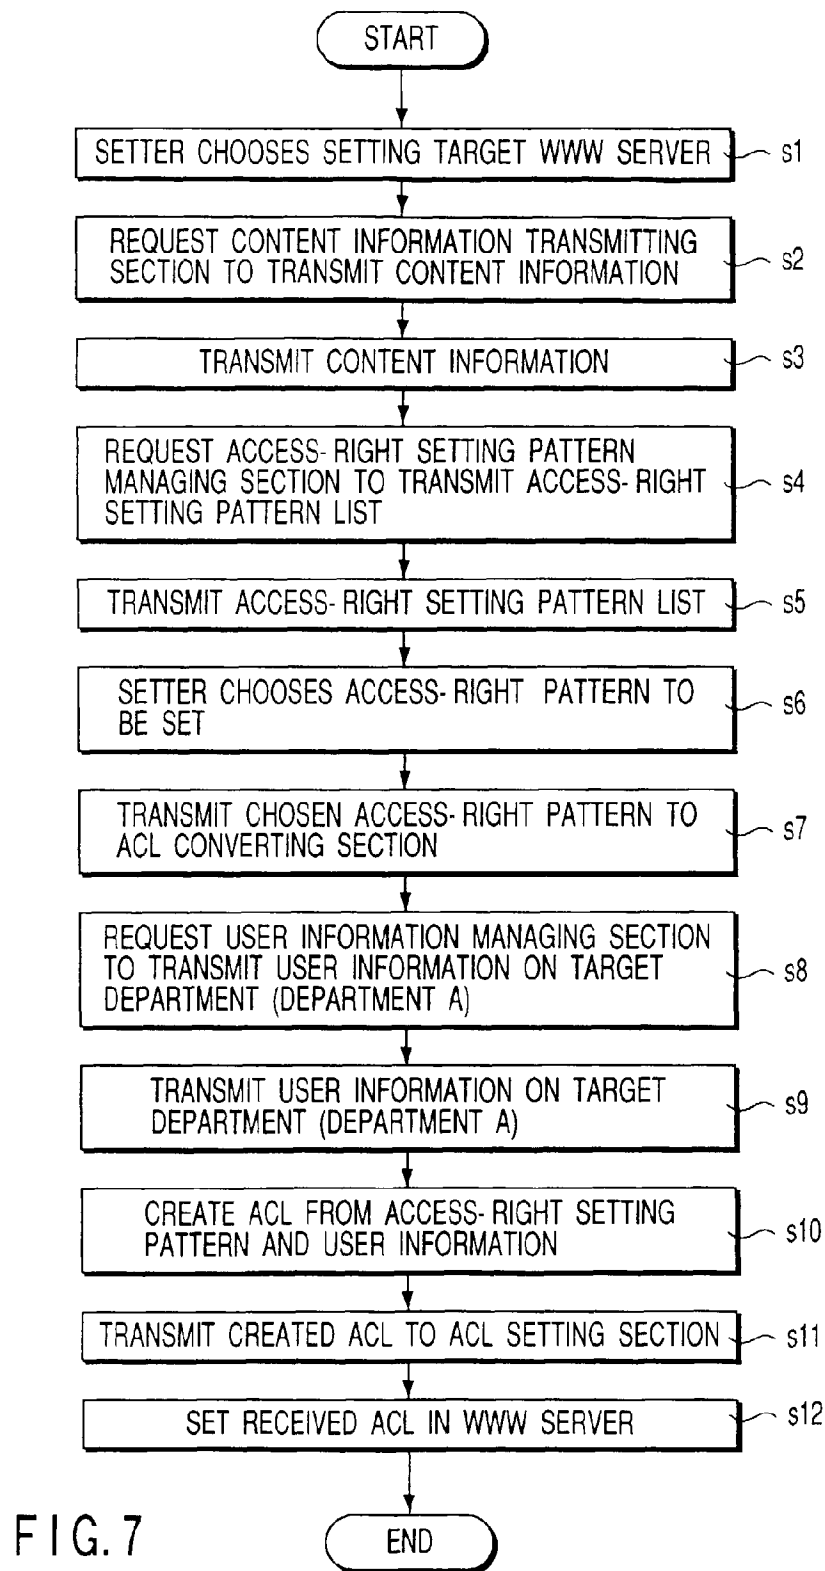 START
SETTER CHOOSES SETTING TARGET WWW SERVER
s1
REQUEST CONTENT INFORMATION TRANSMITTING
SECTION TO TRANSMIT CONTENT INFORMATION
s2
TRANSMIT CONTENT INFORMATION
s3
REQUEST ACCESS-RIGHT SETTING PATTERN
MANAGING SECTION TO TRANSMIT ACCESS-RIGHT
SETTING PATTERN LIST
s4
TRANSMIT ACCESS-RIGHT SETTING PATTERN LIST
s5
SETTER CHOOSES ACCESS-RIGHT PATTERN TO
BE SET
s6
TRANSMIT CHOSEN ACCESS-RIGHT PATTERN TO
ACL CONVERTING SECTION
s7
REQUEST USER INFORMATION MANAGING SECTION
TO TRANSMIT USER INFORMATION ON TARGET
DEPARTMENT (DEPARTMENT A)
s8
TRANSMIT USER INFORMATION ON TARGET
DEPARTMENT (DEPARTMENT A)
s9
CREATE ACL FROM ACCESS-RIGHT SETTING
PATTERN AND USER INFORMATION
s10
TRANSMIT CREATED ACL TO ACL SETTING SECTION
s11
SET RECEIVED ACL IN WWW SERVER
s12
END
FIG. 7